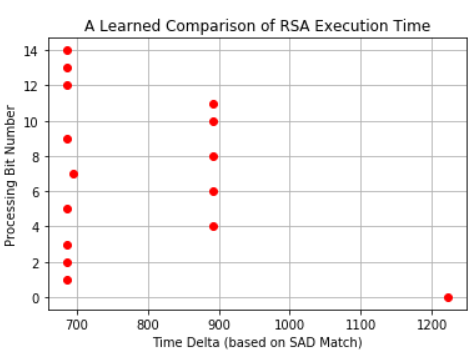 A Learned Comparison of RSA Execution Time
14
12
10
8
6
4
2
0
Processing Bit Number
700 800 900 1000 1100 1200
Time Delta (based on SAD Match)